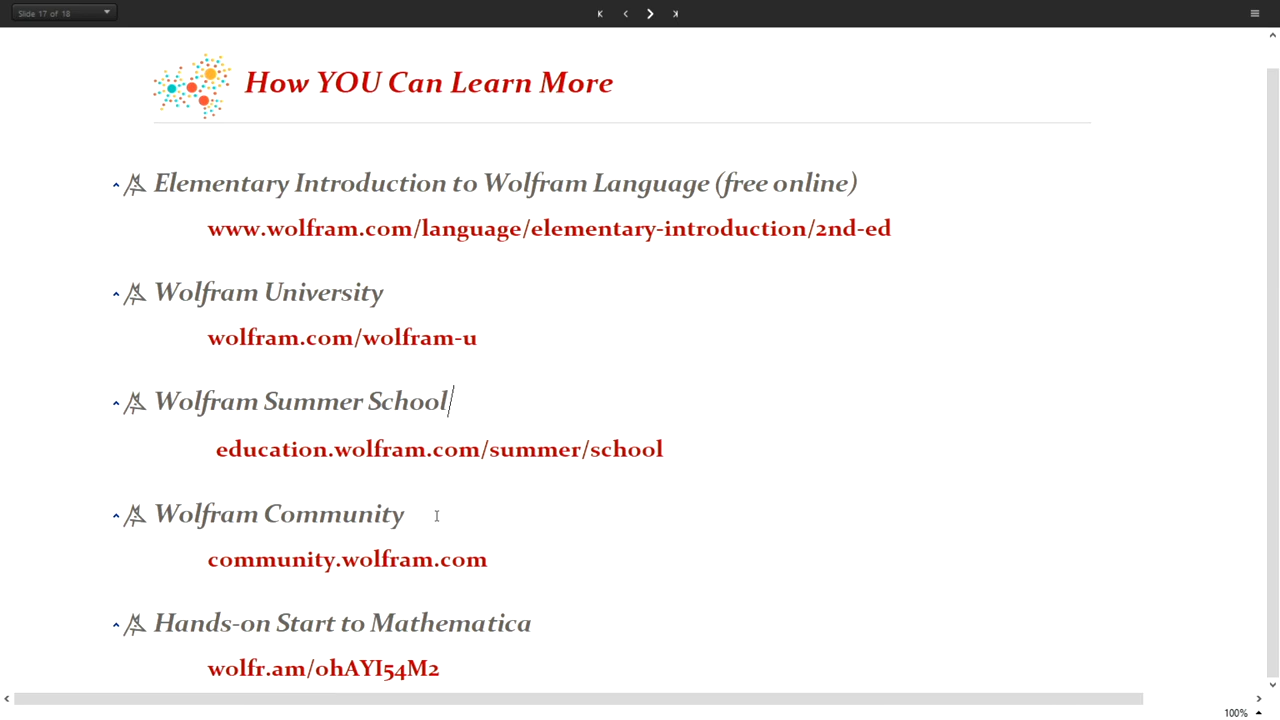 Slide 17 of 18
How YOU Can Learn More
Elementary Introduction to Wolfram Language (free online)
www.wolfram.com/language/elementary-introduction/2nd-ed
Wolfram University
wolfram.com/wolfram-u
Wolfram Summer School
education.wolfram.com/summer/school
Wolfram Community
community.wolfram.com
Hands-on Start to Mathematica
wolfr.am/ohAYI54M2
100%